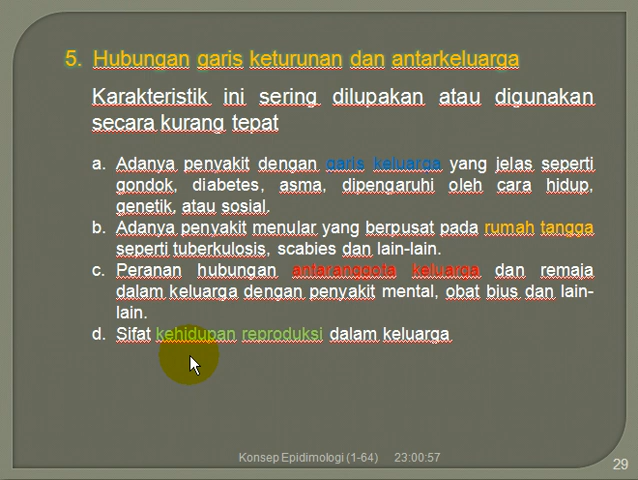 5. Hubungan garis keturunan dan antarkeluarga
Karakteristik ini sering dilupakan atau digunakan
secara kurang tepat
a. Adanya penyakit dengan garis keluarga yang jelas seperti
gondok, diabetes, asma, dipengaruhi oleh cara hidup,
genetik, atau sosial.
b. Adanya penyakit menular yang berpusat pada rumah tangga
seperti tuberkulosis, scabies dan lain-lain.
c. Peranan hubungan antaranggota keluarga dan remaja
dalam keluarga dengan penyakit mental, obat bius dan lain-
lain.
d. Sifat kehidupan reproduksi dalam keluarga
Konsep Epidimologi (1-64) 23:00:57
29